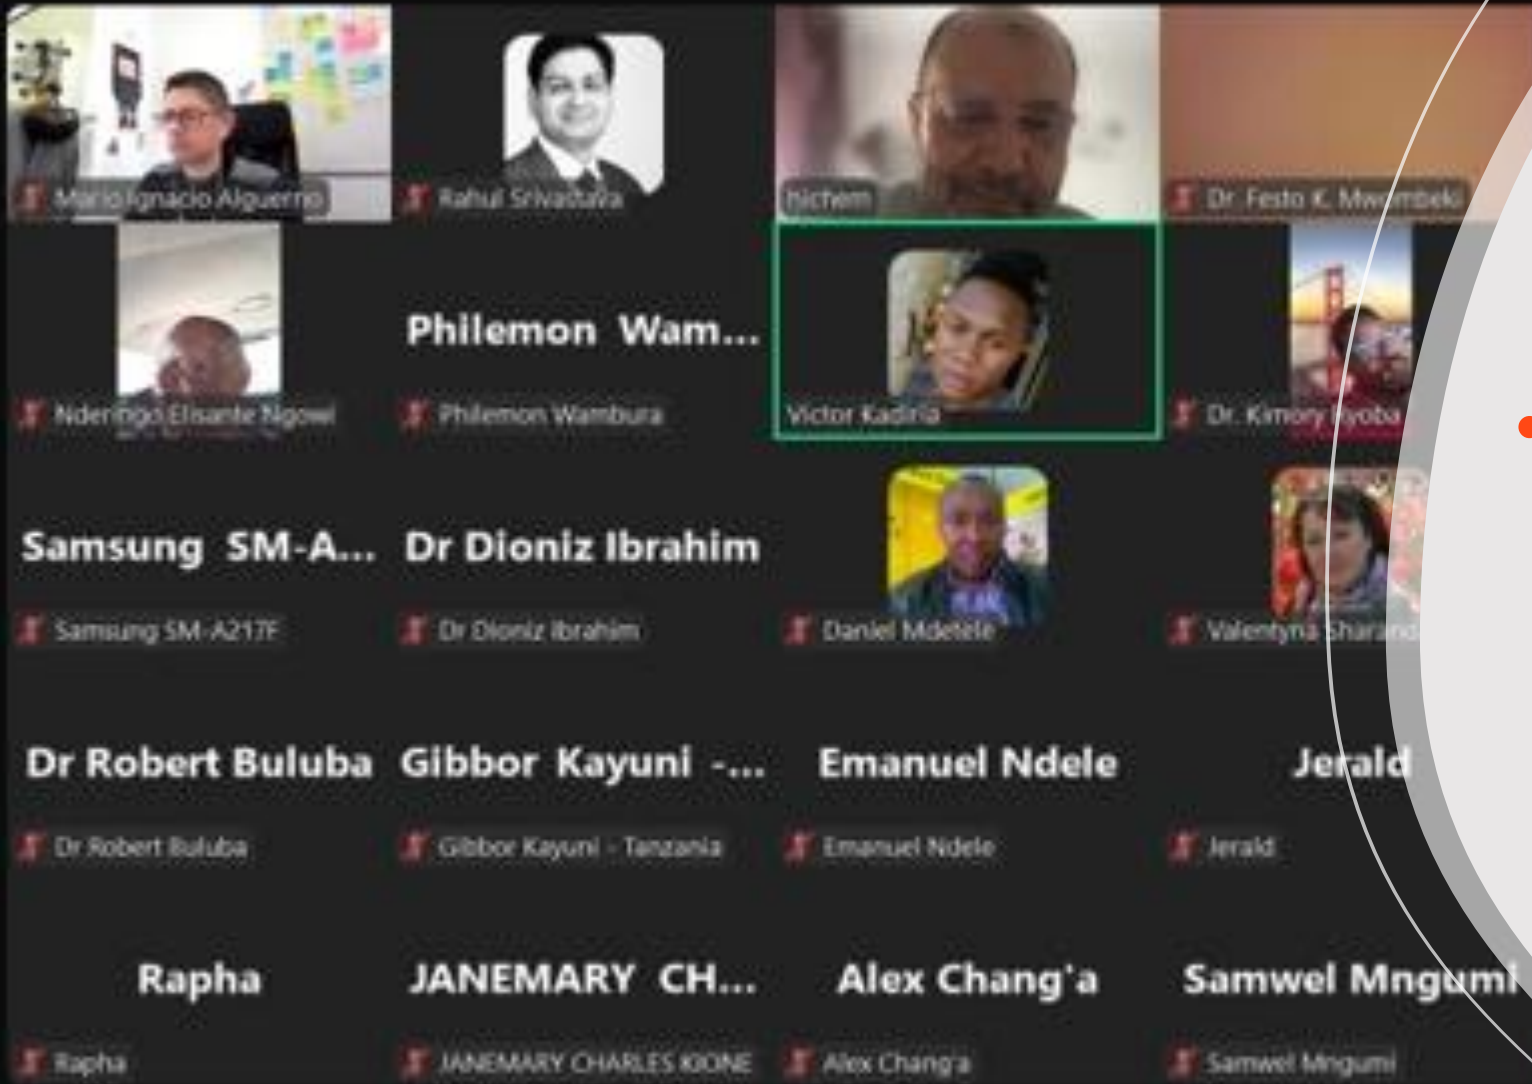 Mario Ignacio Alguerno
Rahul Srivastava
hichem
Dr. Festo K. Mwombeki
Nderingo Elisante Ngowi
Philemon Wam...
Philemon Wambura
Victor Kadiria
Dr. Kimory
Samsung SM-A...
Samsung SM-A217F
Dr Dioniz Ibrahim
Dr Dioniz Ibrahim
Daniel Mdetele
Valentyna
Dr Robert Buluba
Dr Robert Buluba
Gibbor Kayuni -...
Gibbor Kayuni - Tanzania
Emanuel Ndele
Emanuel Ndele
Jerald
Jerald
Rapha
Rapha
JANEMARY CH...
JANEMARY CHARLES KIONE
Alex Chang'a
Alex Chang'a
Samwel Mngumi
Samwel Mngumi